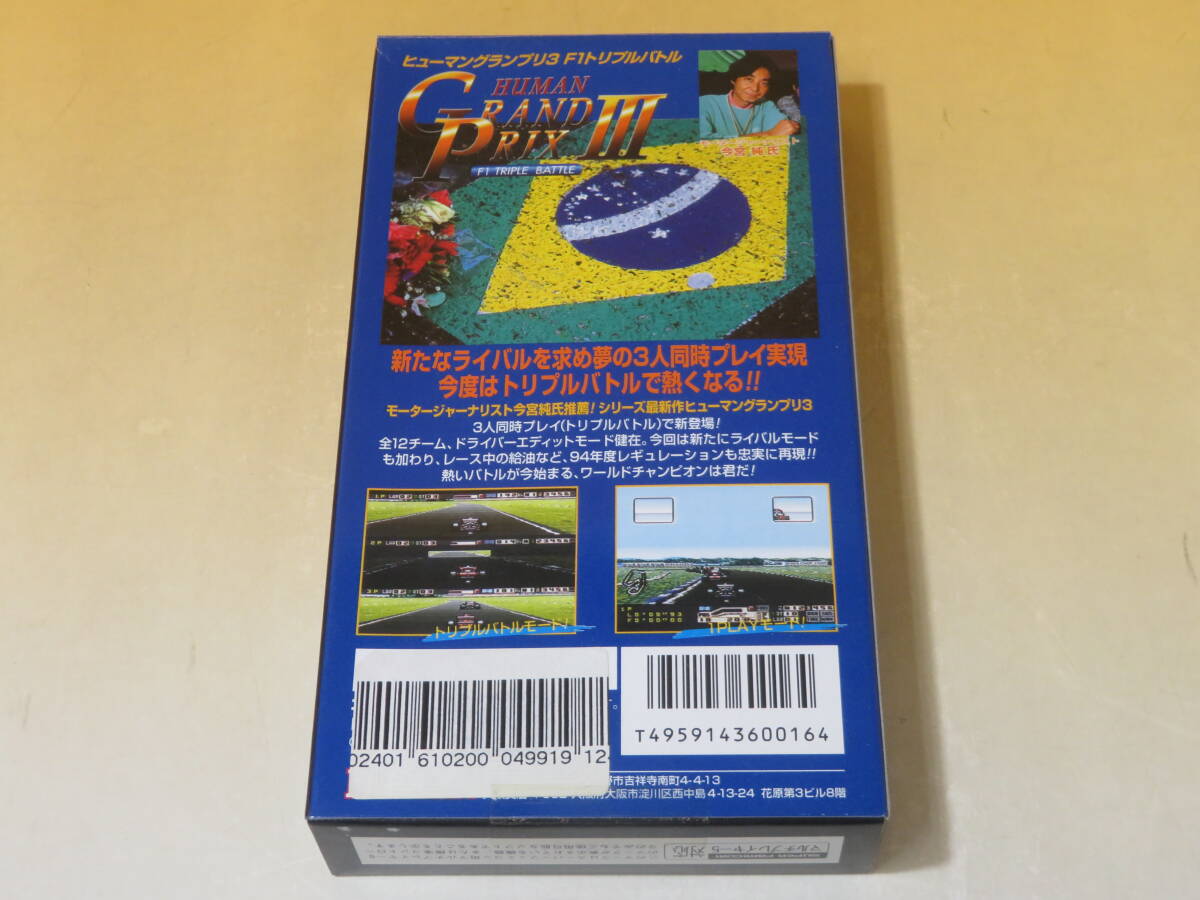 ヒューマングランプリ3 F1トリプルバトル
HUMAN
GRAND
PRIX III
F1 TRIPLE BATTLE
今宮 純 氏
新たなライバルを求め夢の3人同時プレイ実現
今度はトリプルバトルで熱くなる!!
モータージャーナリスト今宮純氏推薦! シリーズ最新作ヒューマングランプリ3
3人同時プレイ(トリプルバトル)で新登場!
全12チーム、ドライバーエディットモード健在。今回は新たにライバルモード
も加わり、レース中の給油など、94年度レギュレーションも忠実に再現!!
熱いバトルが今始まる、ワールドチャンピオンは君だ!
トリプルバトルモード!
1PLAYモード!
02401 610200 049919 12
T4959143600164
市吉祥寺南町4-4-13
大阪府大阪市淀川区西中島4-13-24 花原第3ビル8階
SUPER FAMICOM
マルチプレイヤー5
対応